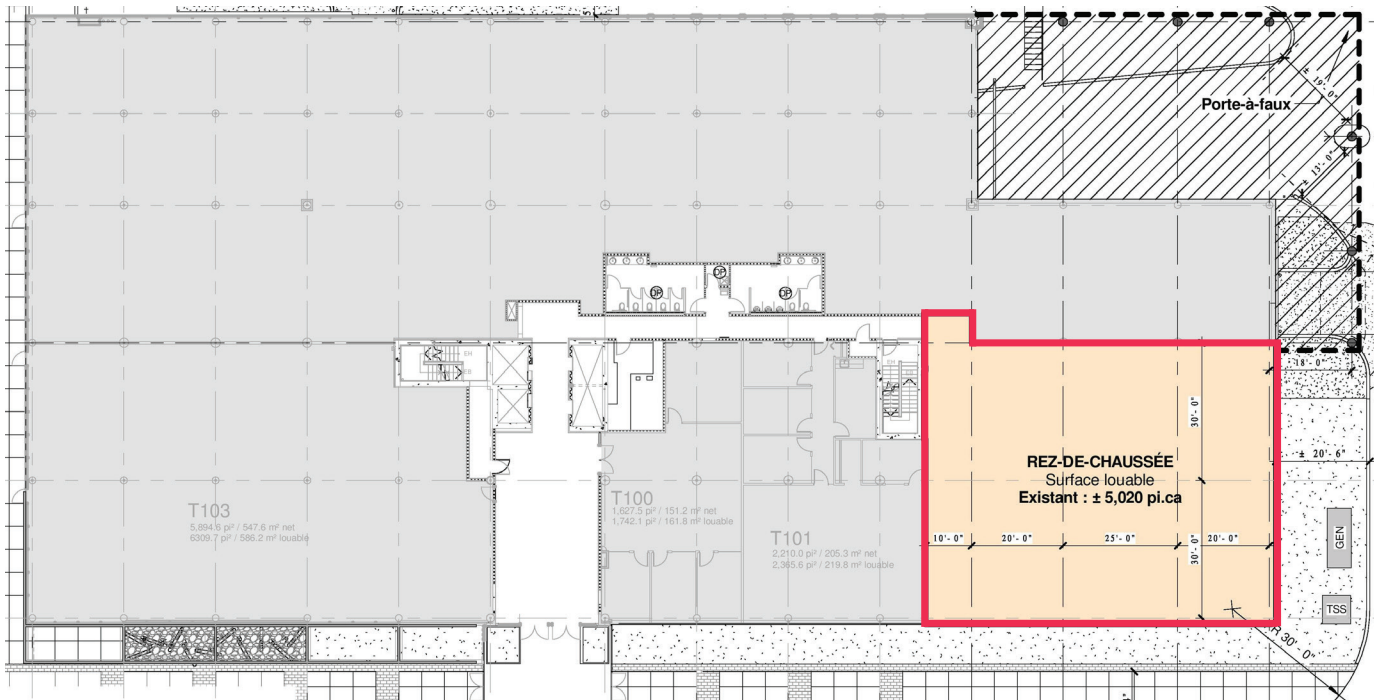 ± 19'- 0"
Porte-à-faux
± 13'- 0"
DP
DP
DP
EH
EB
EH
18'- 0"
30'- 0"
± 20'- 6"
REZ-DE-CHAUSSÉE
Surface louable
Existant : ± 5,020 pi.ca
T103
5,894.6 pi² / 547.6 m² net
6309.7 pi² / 586.2 m² louable
T100
1,627.5 pi² / 151.2 m² net
1,742.1 pi² / 161.8 m² louable
T101
2,210.0 pi² / 205.3 m² net
2,365.6 pi² / 219.8 m² louable
10'- 0"
20'- 0"
25'- 0"
30'- 0"
20'- 0"
GEN
TSS
R 30'- 0"